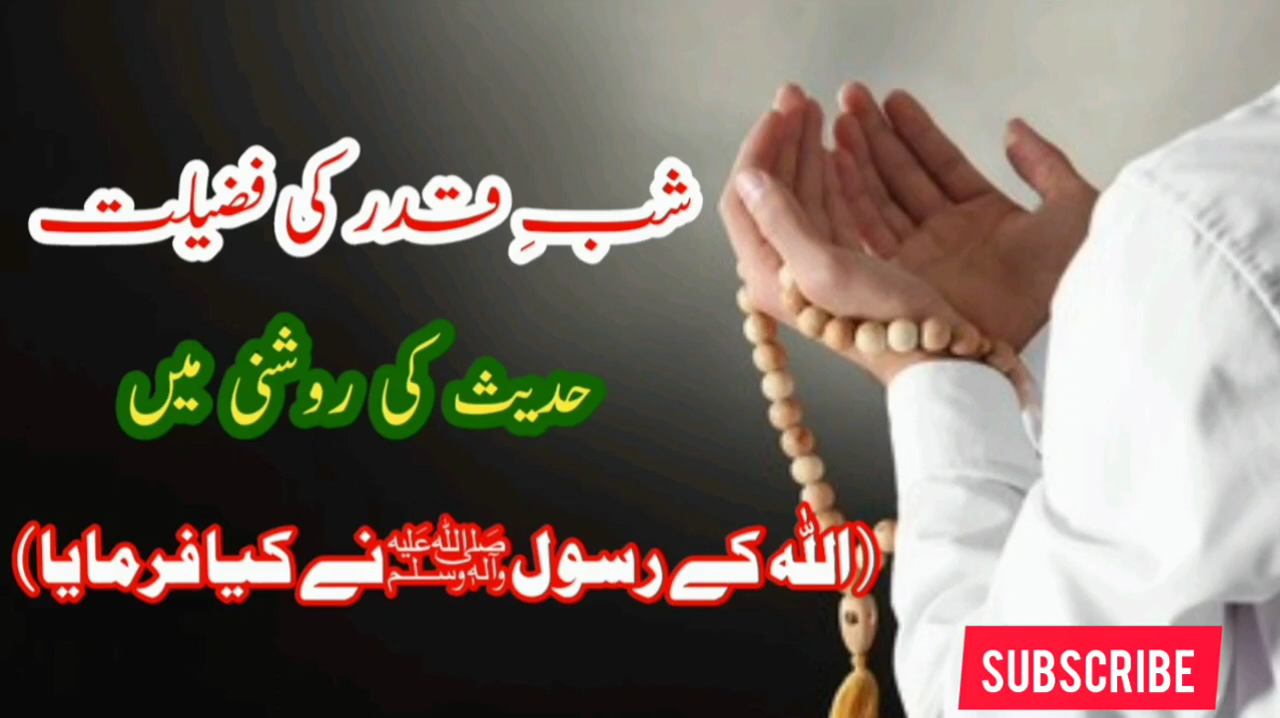 شبِ قدر کی فضیلت
حدیث کی روشنی میں
(اللہ کے رسول ﷺ نے کیا فرمایا)
SUBSCRIBE